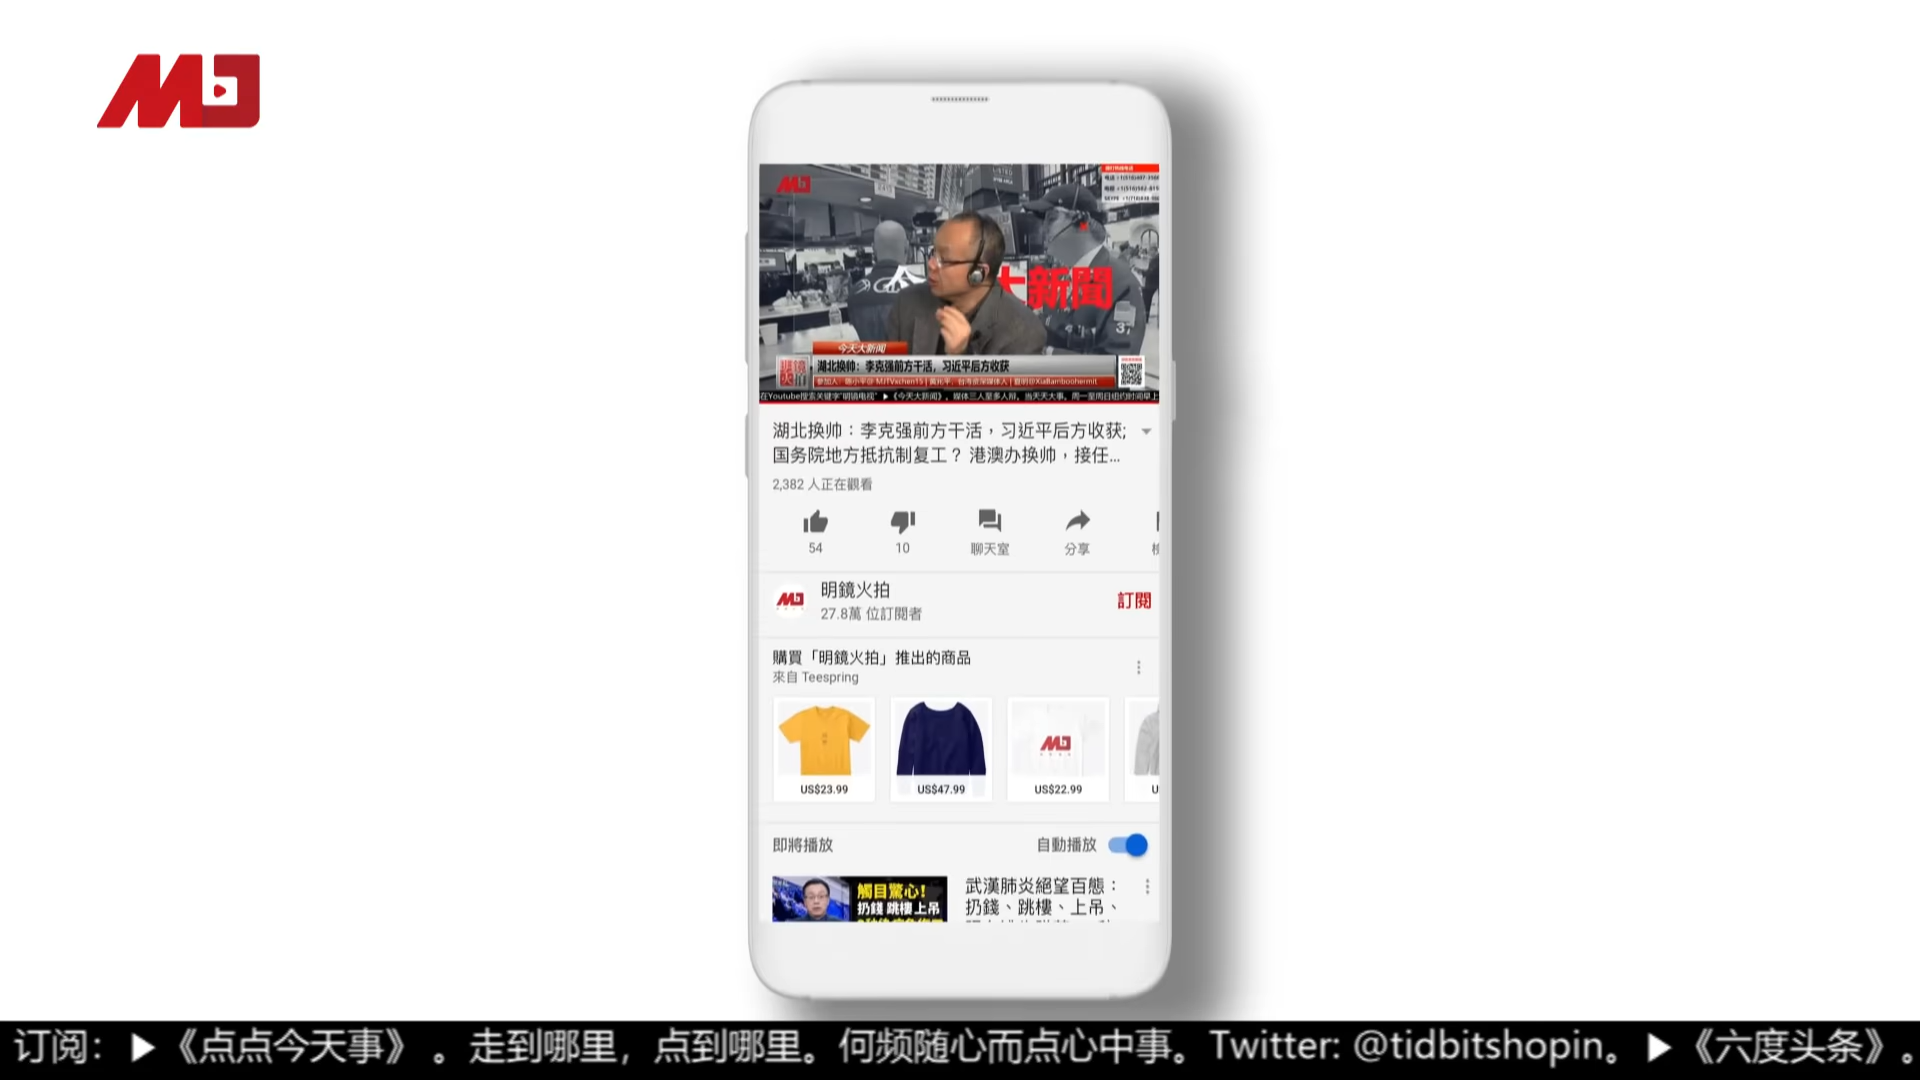 MJ
今天大新闻
湖北换帅：李克强前方干活，习近平后方收获
湖北换帅：李克强前方干活，习近平后方收获;
国务院地方抵抗制复工？ 港澳办换帅，接任...
2,382 人正在觀看
54
10
聊天室
分享
明鏡火拍
27.8萬 位訂閱者
訂閱
購買「明鏡火拍」推出的商品
來自 Teespring
US$23.99
US$47.99
US$22.99
即將播放
自動播放
觸目驚心!
扔錢 跳樓 上吊
武漢肺炎絕望百態：
扔錢、跳樓、上吊、
订阅：▶《点点今天事》 。走到哪里，点到哪里。何频随心而点心中事。Twitter: @tidbitshopin。▶《六度头条》。